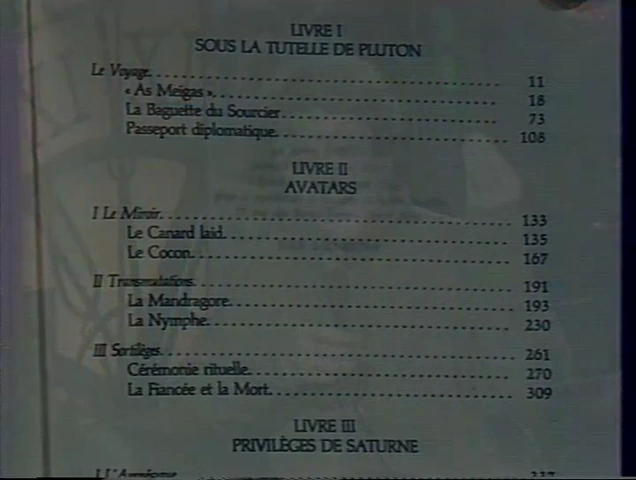 LIVRE I
SOUS LA TUTELLE DE PLUTON
Le Voyage.................................................. 11
« As Meigas »........................................ 18
La Baguette du Sourcier............................ 73
Passeport diplomatique............................. 108
LIVRE II
AVATARS
I Le Miroir................................................ 133
Le Canard laid....................................... 135
Le Cocon............................................ 167
II Transmutations........................................... 191
La Mandragore....................................... 193
La Nymphe........................................... 230
III Sortilèges............................................... 261
Cérémonie rituelle................................... 270
La Fiancée et la Mort................................ 309
LIVRE III
PRIVILÈGES DE SATURNE